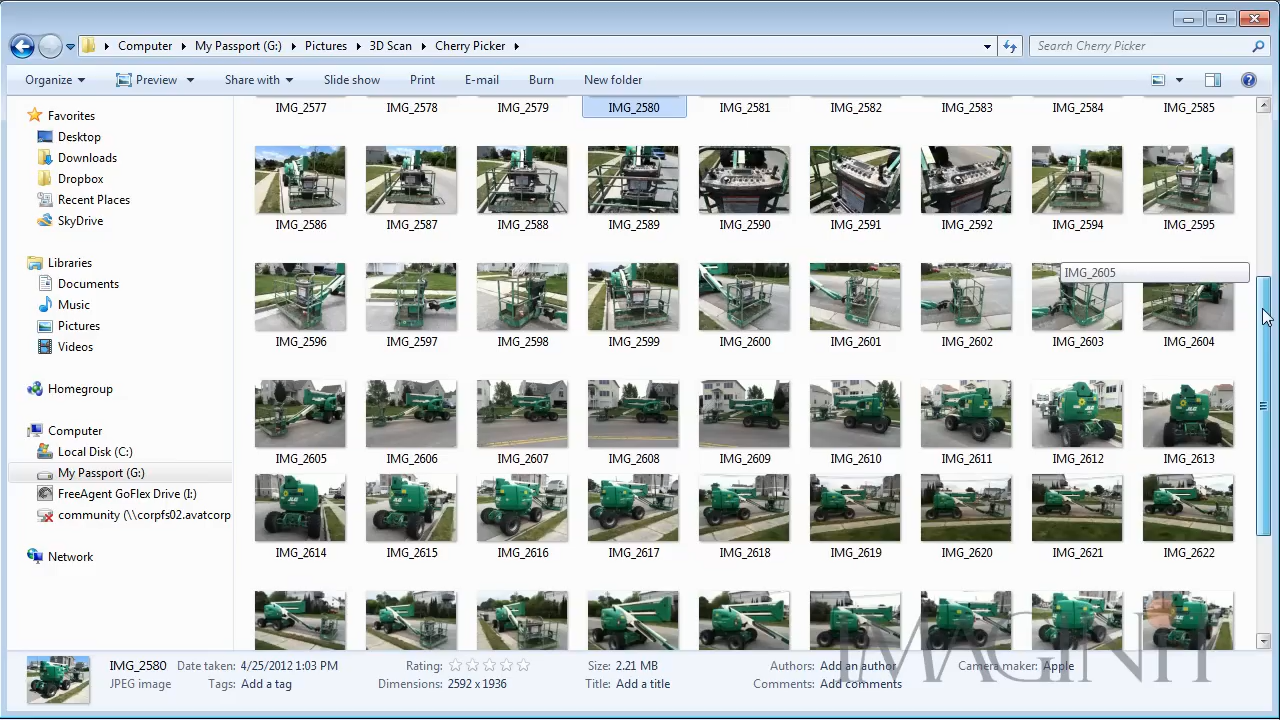 Computer My Passport (G:) Pictures 3D Scan Cherry Picker Search Cherry Picker
Organize Preview Share with Slide show Print E-mail Burn New folder
Favorites
Desktop
Downloads
Dropbox
Recent Places
SkyDrive
Libraries
Documents
Music
Pictures
Videos
Homegroup
Computer
Local Disk (C:)
My Passport (G:)
FreeAgent GoFlex Drive (I:)
community (\\corpfs02.avatcorp
Network
IMG_2577 IMG_2578 IMG_2579 IMG_2580 IMG_2581 IMG_2582 IMG_2583 IMG_2584 IMG_2585
IMG_2586 IMG_2587 IMG_2588 IMG_2589 IMG_2590 IMG_2591 IMG_2592 IMG_2594 IMG_2595
IMG_2605
IMG_2596 IMG_2597 IMG_2598 IMG_2599 IMG_2600 IMG_2601 IMG_2602 IMG_2603 IMG_2604
IMG_2605 IMG_2606 IMG_2607 IMG_2608 IMG_2609 IMG_2610 IMG_2611 IMG_2612 IMG_2613
IMG_2614 IMG_2615 IMG_2616 IMG_2617 IMG_2618 IMG_2619 IMG_2620 IMG_2621 IMG_2622
IMG_2580 Date taken: 4/25/2012 1:03 PM Rating: Size: 2.21 MB Authors: Add an author Camera maker: Apple
JPEG image Tags: Add a tag Dimensions: 2592 x 1936 Title: Add a title Comments: Add comments
IMAGINiT